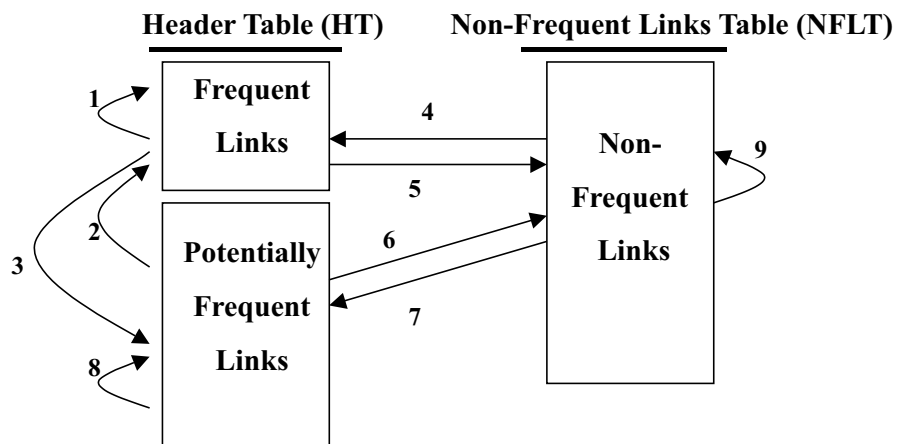 Header Table (HT)
Non-Frequent Links Table (NFLT)
Frequent
Links
1
4
5
Non-
Frequent
Links
9
2
3
Potentially
Frequent
Links
6
7
8